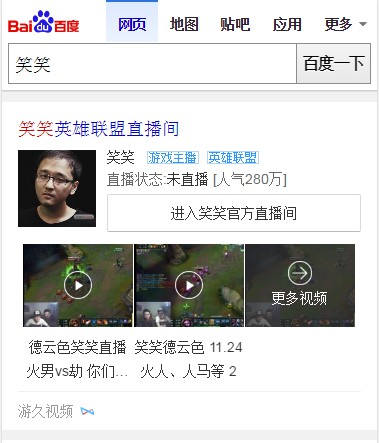 Bai du 百度 网页 地图 贴吧 应用 更多
笑笑 百度一下
笑笑英雄联盟直播间
笑笑 游戏主播 英雄联盟
直播状态:未直播 [人气280万]
进入笑笑官方直播间
更多视频
德云色笑笑直播 笑笑德云色 11.24
火男vs劫 你们… 火人、人马等 2
游久视频